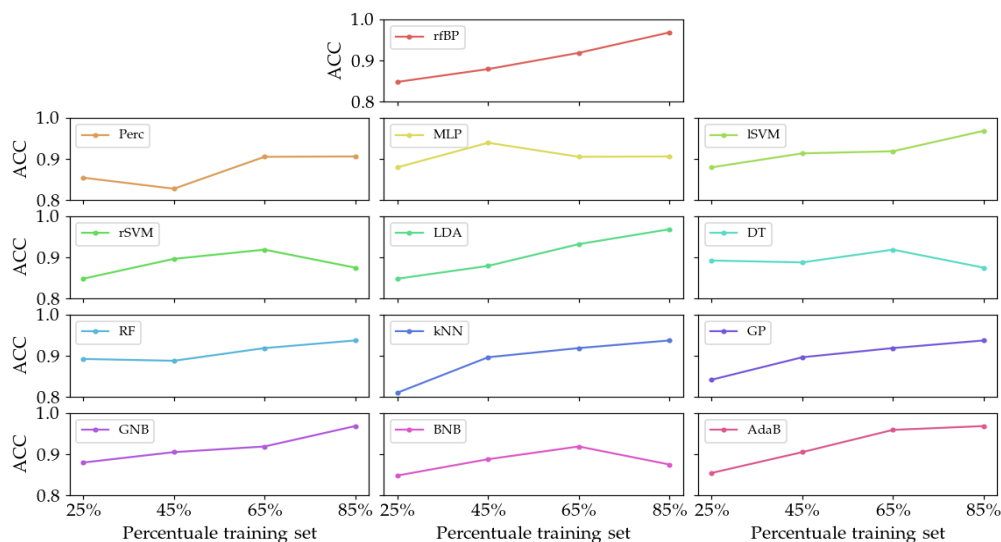 1.0
rfBP
ACC
0.9
0.8
1.0
Perc
MLP
lSVM
ACC
0.9
0.8
1.0
rSVM
LDA
DT
ACC
0.9
0.8
1.0
RF
kNN
GP
ACC
0.9
0.8
1.0
GNB
BNB
AdaB
ACC
0.9
0.8
25% 45% 65% 85% 25% 45% 65% 85% 25% 45% 65% 85%
Percentuale training set Percentuale training set Percentuale training set